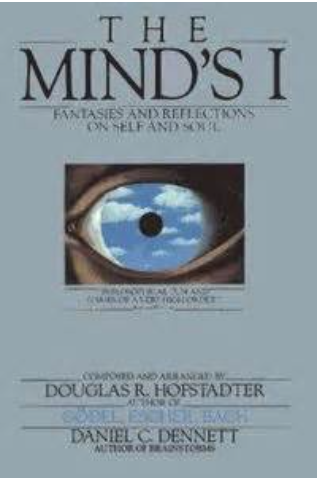 THE
MIND'S I
FANTASIES AND REFLECTIONS
ON SELF AND SOUL
COMPOSED AND ARRANGED BY
DOUGLAS R. HOFSTADTER
AUTHOR OF
GÖDEL, ESCHER, BACH
DANIEL C. DENNETT
AUTHOR OF BRAINSTORMS